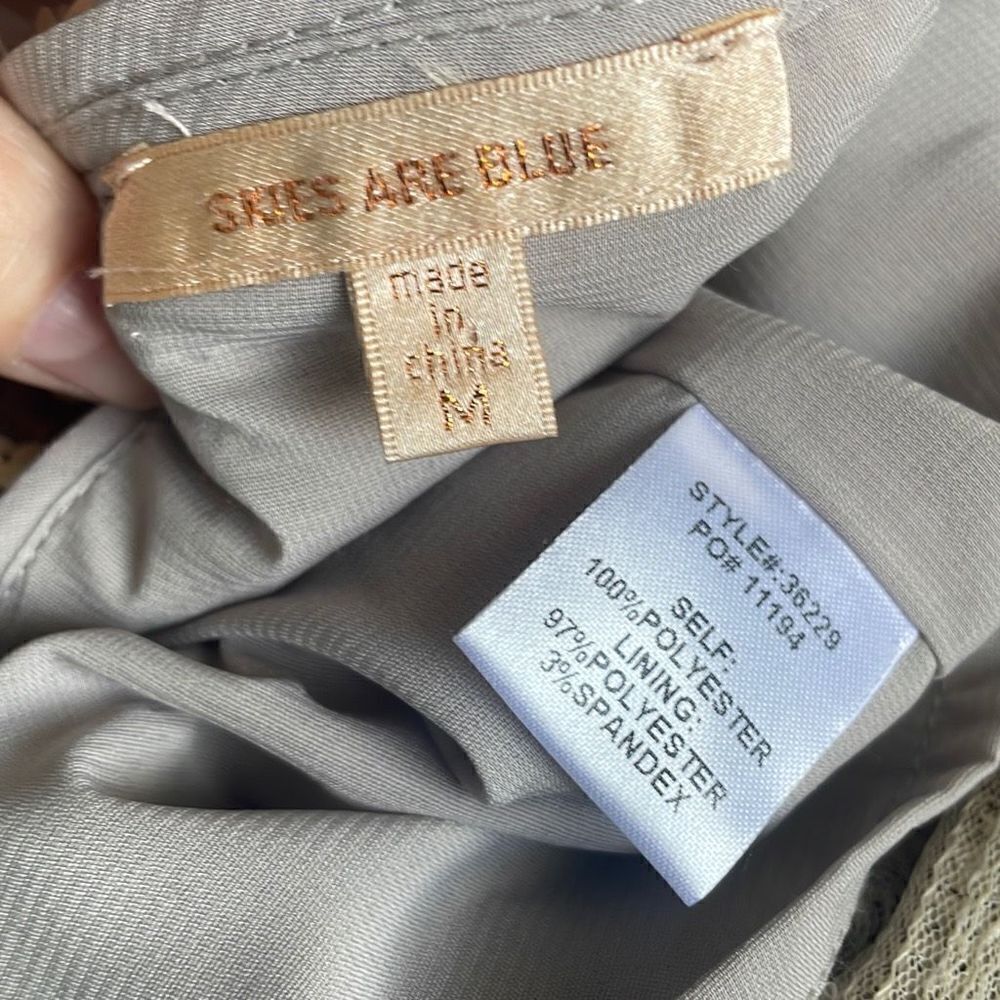 SKIES ARE BLUE
made
in
china
M
STYLE#:36229
PO# 11194
SELF:
100%POLYESTER
LINING:
97%POLYESTER
3%SPANDEX